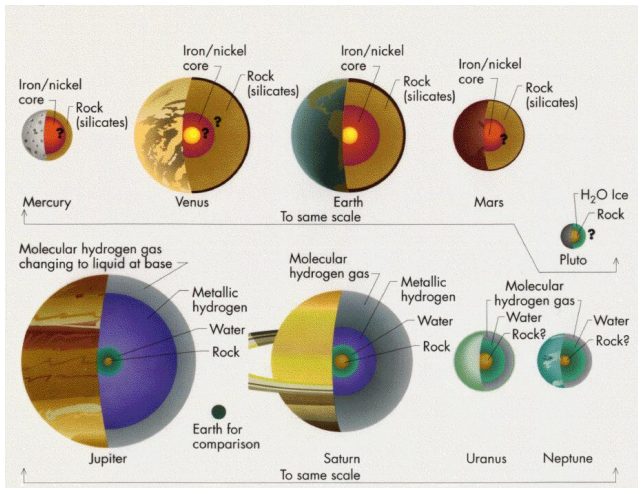 Iron/nickel
core
Rock
(silicates)
?
Mercury
Iron/nickel
core
Rock
(silicates)
?
?
Venus
Iron/nickel
core
Rock
(silicates)
Earth
Iron/nickel
core
Rock
(silicates)
?
Mars
To same scale
H₂O Ice
Rock
?
Pluto
Molecular hydrogen gas
changing to liquid at base
Metallic
hydrogen
Water
Rock
Jupiter
Earth for
comparison
Molecular
hydrogen gas
Metallic
hydrogen
Water
Rock
Saturn
Molecular
hydrogen gas
Water
Rock?
Uranus
Water
Rock?
Neptune
To same scale